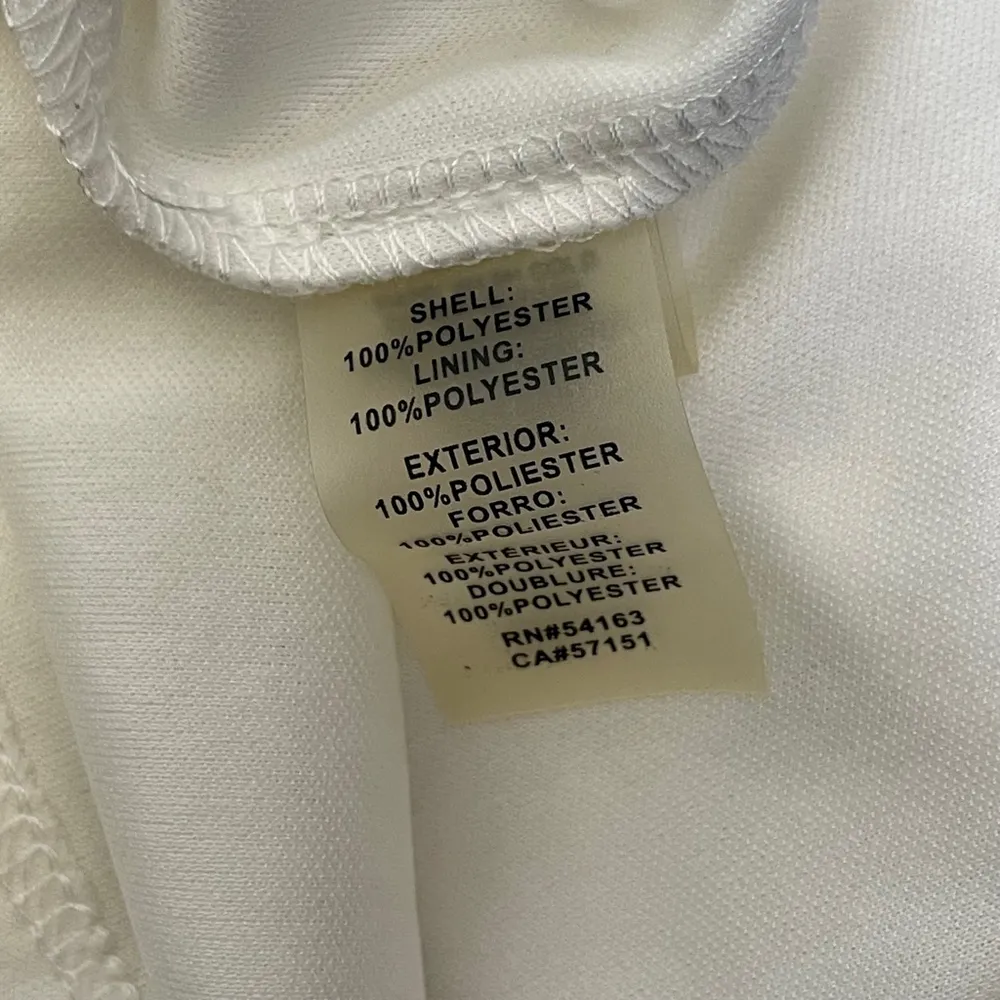 SHELL:
100%POLYESTER
LINING:
100%POLYESTER
EXTERIOR:
100%POLIESTER
FORRO:
100%POLIESTER
EXTÉRIEUR:
100%POLYESTER
DOUBLURE:
100%POLYESTER
RN#54163
CA#57151